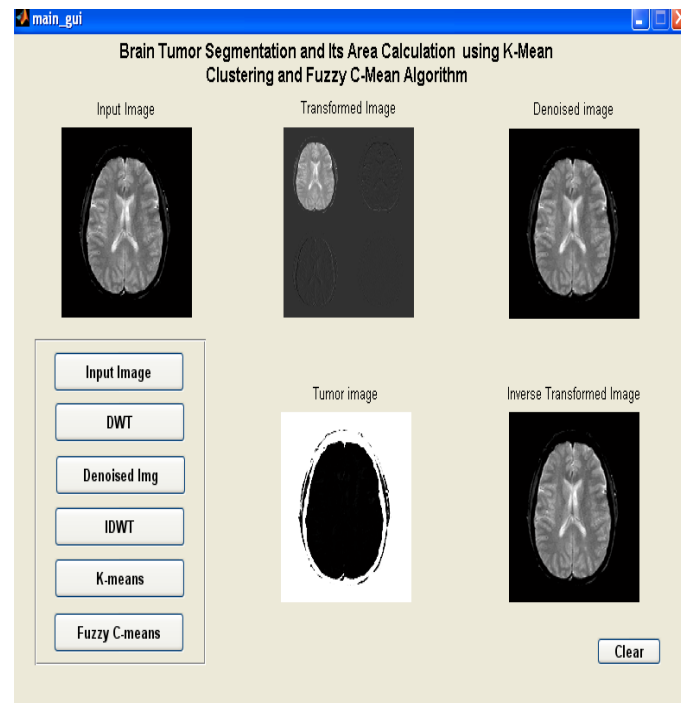 main_gui
Brain Tumor Segmentation and Its Area Calculation using K-Mean
Clustering and Fuzzy C-Mean Algorithm
Input Image
Transformed Image
Denoised image
Input Image
DWT
Denoised Img
IDWT
K-means
Fuzzy C-means
Tumor image
Inverse Transformed Image
Clear